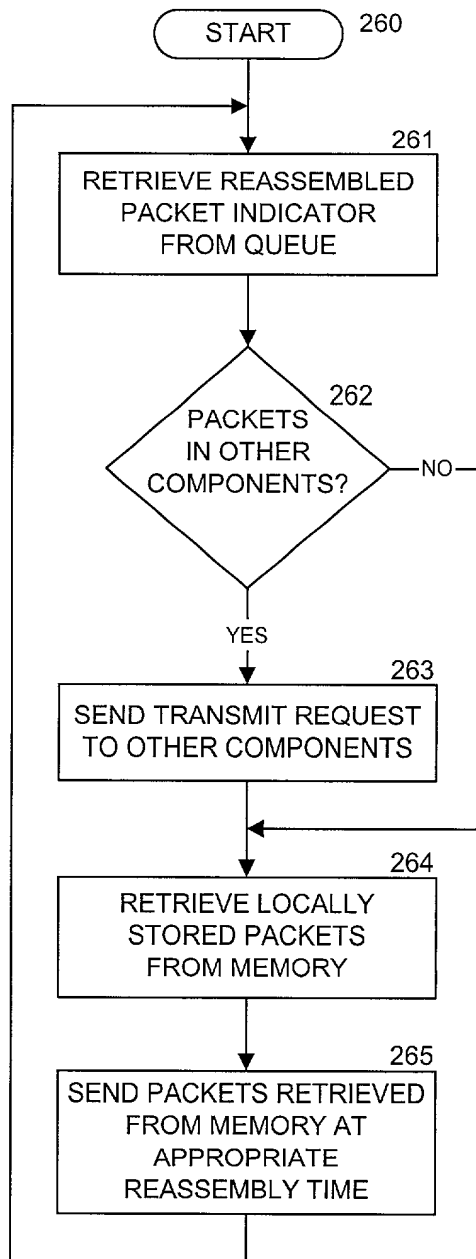 START
260
261
RETRIEVE REASSEMBLED
PACKET INDICATOR
FROM QUEUE
262
PACKETS
IN OTHER
COMPONENTS?
NO
YES
263
SEND TRANSMIT REQUEST
TO OTHER COMPONENTS
264
RETRIEVE LOCALLY
STORED PACKETS
FROM MEMORY
265
SEND PACKETS RETRIEVED
FROM MEMORY AT
APPROPRIATE
REASSEMBLY TIME